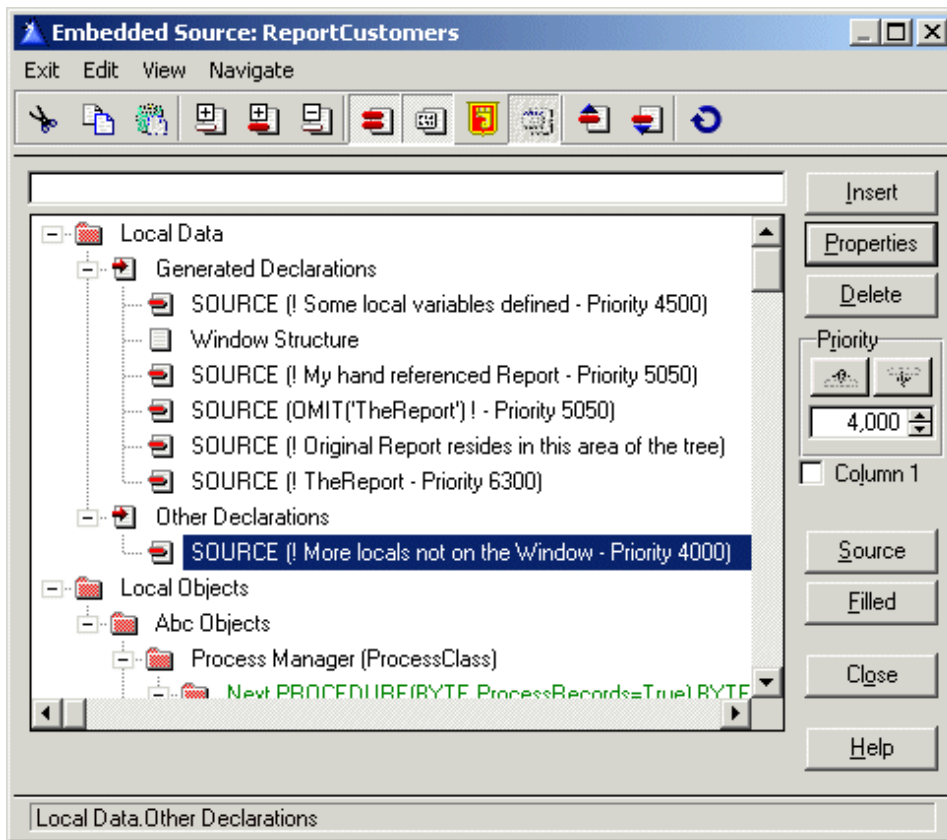 Embedded Source: ReportCustomers
Exit Edit View Navigate
Local Data
Generated Declarations
SOURCE (! Some local variables defined - Priority 4500)
Window Structure
SOURCE (! My hand referenced Report - Priority 5050)
SOURCE (OMIT('TheReport') ! - Priority 5050)
SOURCE (! Original Report resides in this area of the tree)
SOURCE (! TheReport - Priority 6300)
Other Declarations
SOURCE (! More locals not on the Window - Priority 4000)
Local Objects
Abc Objects
Process Manager (ProcessClass)
Next PROCEDURE(BYTE ProcessRecords=True) BYTE
Insert
Properties
Delete
Priority
4,000
Column 1
Source
Filled
Close
Help
Local Data.Other Declarations